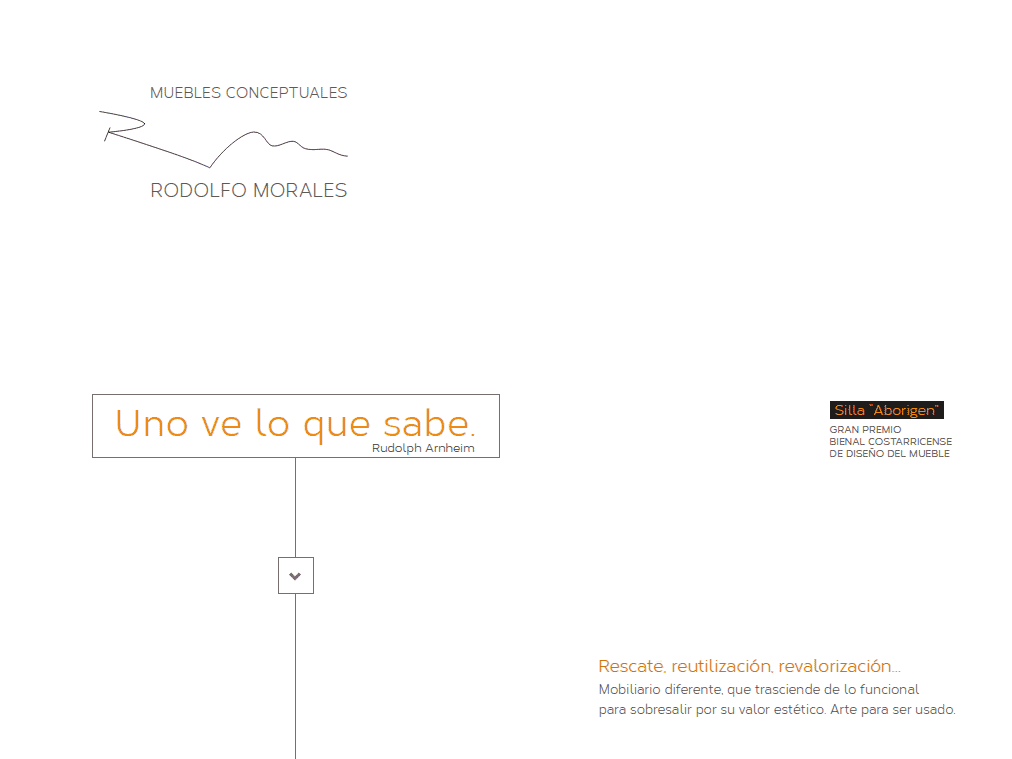 MUEBLES CONCEPTUALES
RODOLFO MORALES
Uno ve lo que sabe.
Rudolph Arnheim
Silla "Aborigen"
GRAN PREMIO
BIENAL COSTARRICENSE
DE DISEÑO DEL MUEBLE
Rescate, reutilización, revalorización...
Mobiliario diferente, que trasciende de lo funcional
para sobresalir por su valor estético. Arte para ser usado.